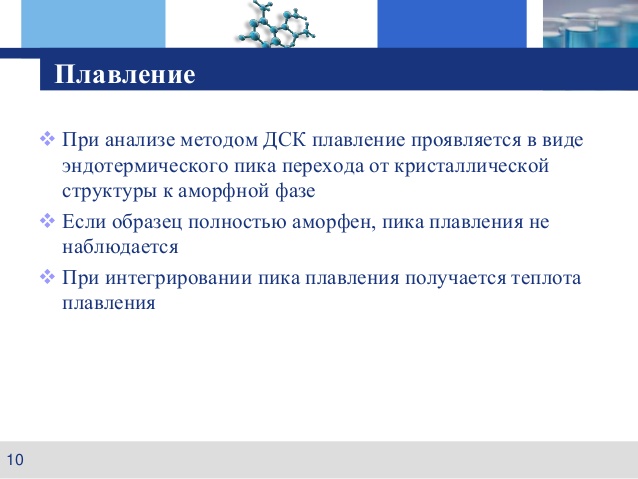 Плавление
При анализе методом ДСК плавление проявляется в виде
эндотермического пика перехода от кристаллической
структуры к аморфной фазе
Если образец полностью аморфен, пика плавления не
наблюдается
При интегрировании пика плавления получается теплота
плавления
10